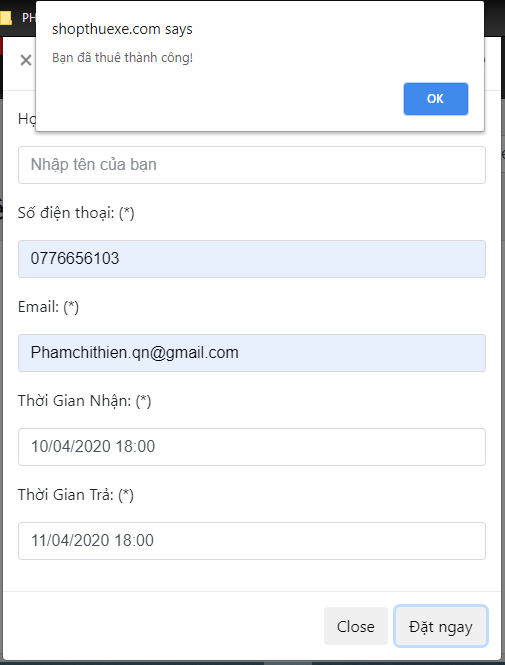 PH
shopthuexe.com says
Bạn đã thuê thành công!
OK
×
Nhập tên của bạn
Số điện thoại: (*)
0776656103
Email: (*)
Phamchithien.qn@gmail.com
Thời Gian Nhận: (*)
10/04/2020 18:00
Thời Gian Trả: (*)
11/04/2020 18:00
Close Đặt ngay